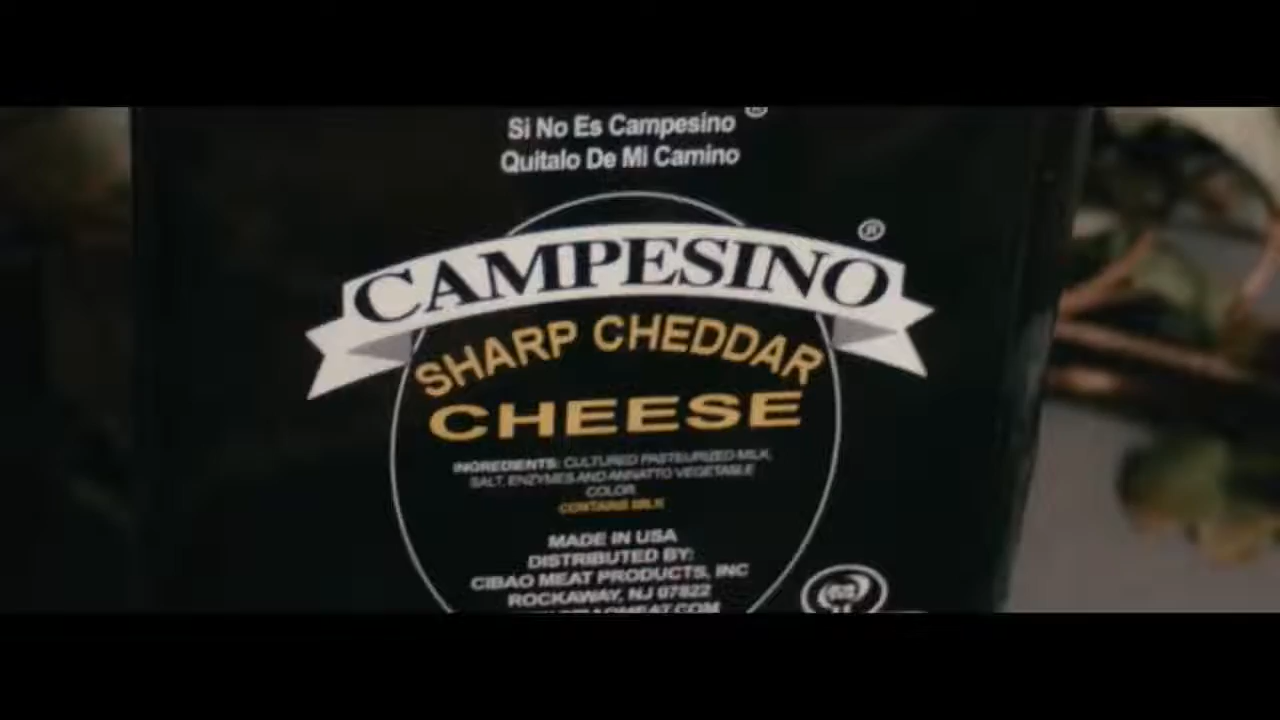 Si No Es Campesino ®
Quitalo De Mi Camino
CAMPESINO ®
SHARP CHEDDAR
CHEESE
INGREDIENTS: CULTURED PASTEURIZED MILK,
SALT, ENZYMES AND ANNATTO VEGETABLE
COLOR
CONTAINS MILK
MADE IN USA
DISTRIBUTED BY:
CIBAO MEAT PRODUCTS, INC
ROCKAWAY, NJ 07822